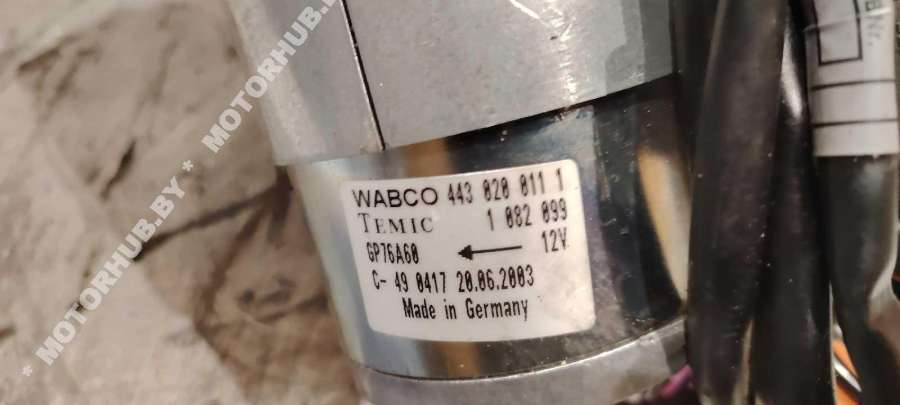 WABCO 443 020 011 1
TEMIC 1 082 099
GP76A60 ← 12V
C- 49 0417 20.06.2003
Made in Germany
* MOTORHUB.BY * MOTORHUB.BY